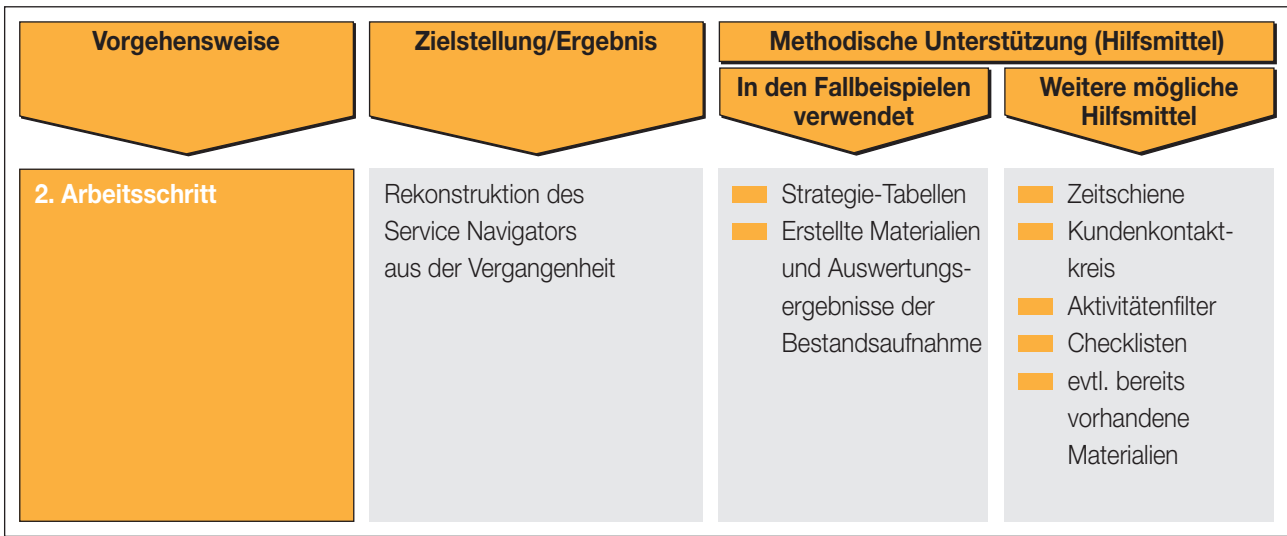 Vorgehensweise
Zielstellung/Ergebnis
Methodische Unterstützung (Hilfsmittel)
In den Fallbeispielen
verwendet
Weitere mögliche
Hilfsmittel
2. Arbeitsschritt
Rekonstruktion des
Service Navigators
aus der Vergangenheit
Strategie-Tabellen
Erstellte Materialien
und Auswertungs-
ergebnisse der
Bestandsaufnahme
Zeitschiene
Kundenkontakt-
kreis
Aktivitätenfilter
Checklisten
evtl. bereits
vorhandene
Materialien